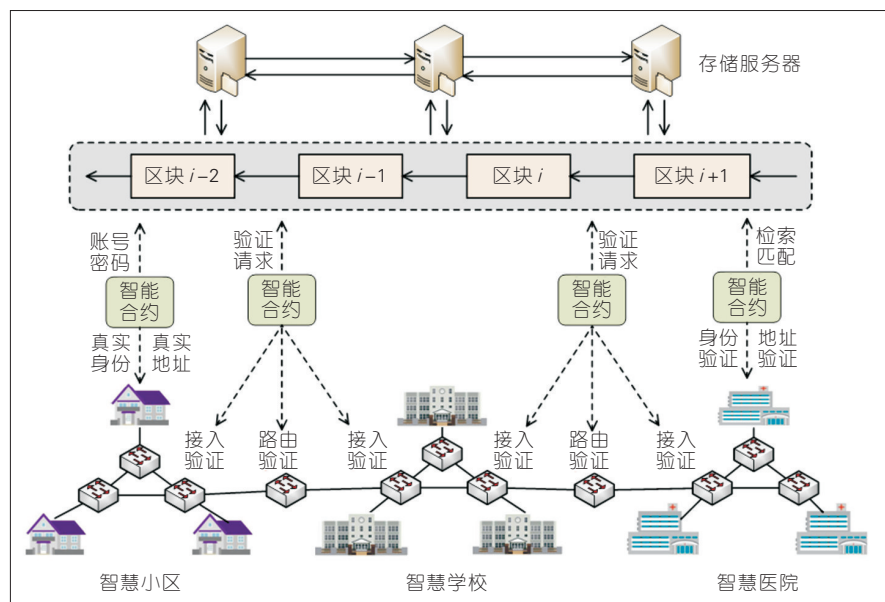 存储服务器
区块 i-2
区块 i-1
区块 i
区块 i+1
账号
密码
验证
请求
验证
请求
检索
匹配
智能
合约
智能
合约
智能
合约
智能
合约
真实
身份
真实
地址
身份
验证
地址
验证
接入
验证
路由
验证
接入
验证
接入
验证
路由
验证
接入
验证
智慧小区
智慧学校
智慧医院